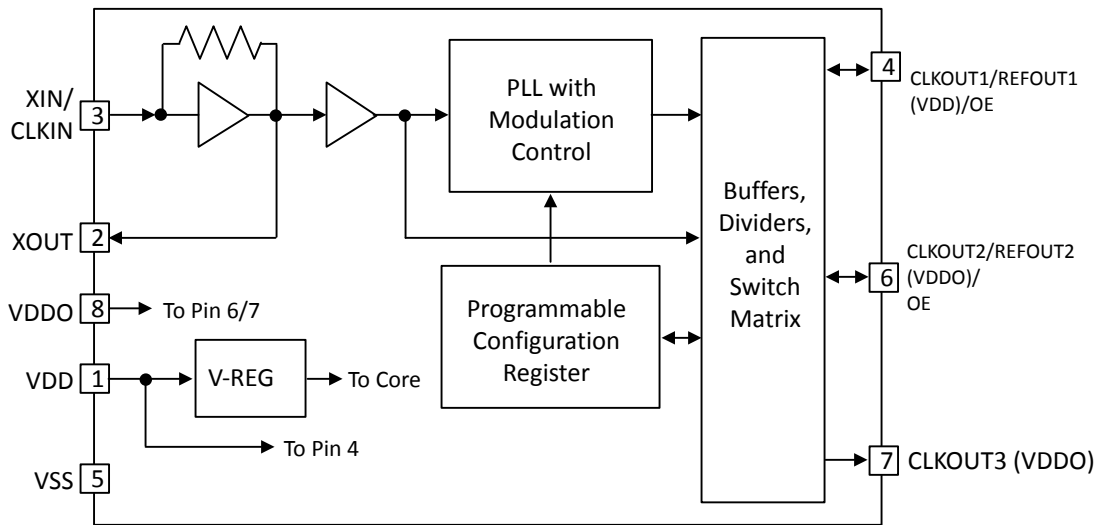 XIN/
CLKIN
3
PLL with
Modulation
Control
4
CLKOUT1/REFOUT1
(VDD)/OE
XOUT
2
Buffers,
Dividers,
and
Switch
Matrix
CLKOUT2/REFOUT2
(VDDO)/
OE
6
VDDO
8
To Pin 6/7
Programmable
Configuration
Register
VDD
1
V-REG
To Core
To Pin 4
VSS
5
7
CLKOUT3 (VDDO)